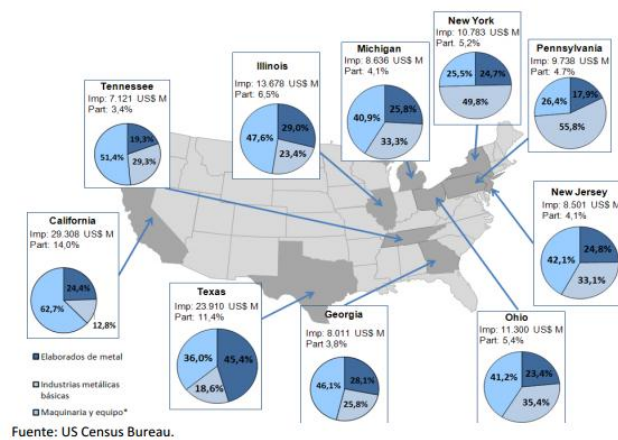 New York
Imp: 10.783 US$ M
Part: 5,2%
25,5%
24,7%
49,8%
Michigan
Imp: 8.636 US$ M
Part: 4,1%
40,9%
25,8%
33,3%
Pennsylvania
Imp: 9.738 US$ M
Part: 4.7%
26,4%
17,9%
55,8%
Illinois
Imp: 13.678 US$ M
Part: 6,5%
47,6%
29,0%
23,4%
Tennessee
Imp: 7.121 US$ M
Part: 3,4%
51,4%
19,3%
29,3%
New Jersey
Imp: 8.501 US$ M
Part: 4,1%
42,1%
24,8%
33,1%
California
Imp: 29.308 US$ M
Part: 14,0%
24,4%
62,7%
12,8%
Texas
Imp: 23.910 US$ M
Part: 11,4%
36,0%
45,4%
18,6%
Georgia
Imp: 8.011 US$ M
Part: 3,8%
46,1%
28,1%
25,8%
Ohio
Imp: 11.300 US$ M
Part: 5,4%
41,2%
23,4%
35,4%
Elaborados de metal
Industrias metálicas
básicas
Maquinaria y equipo*
Fuente: US Census Bureau.